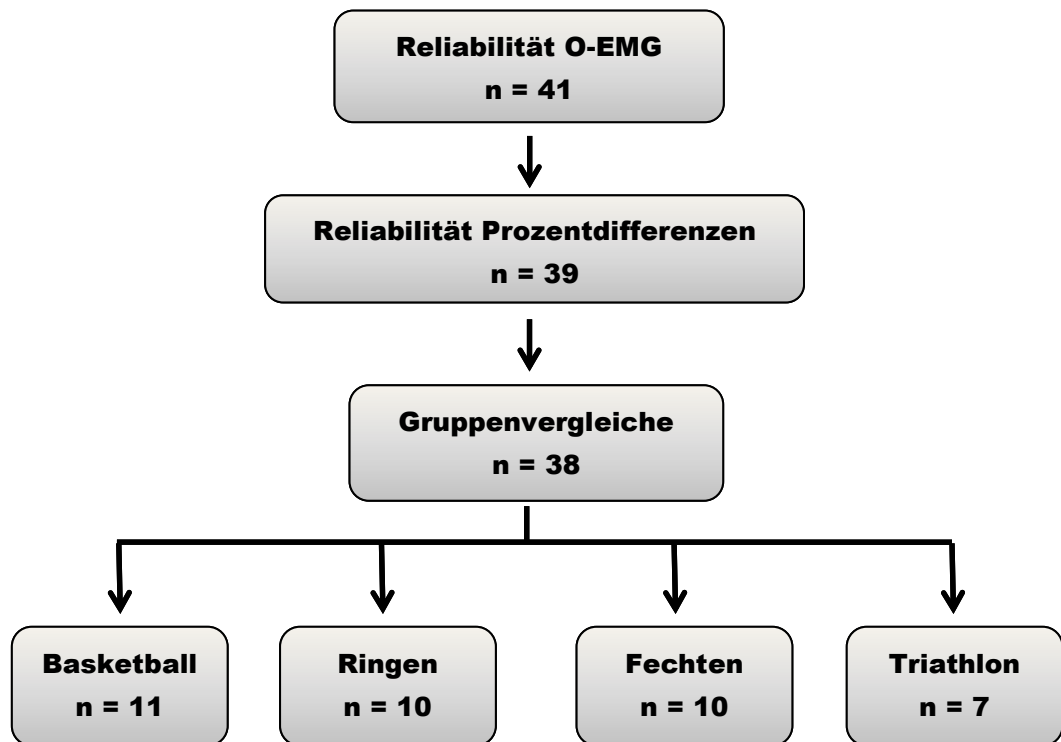 Reliabilität O-EMG
n = 41
Reliabilität Prozentdifferenzen
n = 39
Gruppenvergleiche
n = 38
Basketball
n = 11
Ringen
n = 10
Fechten
n = 10
Triathlon
n = 7